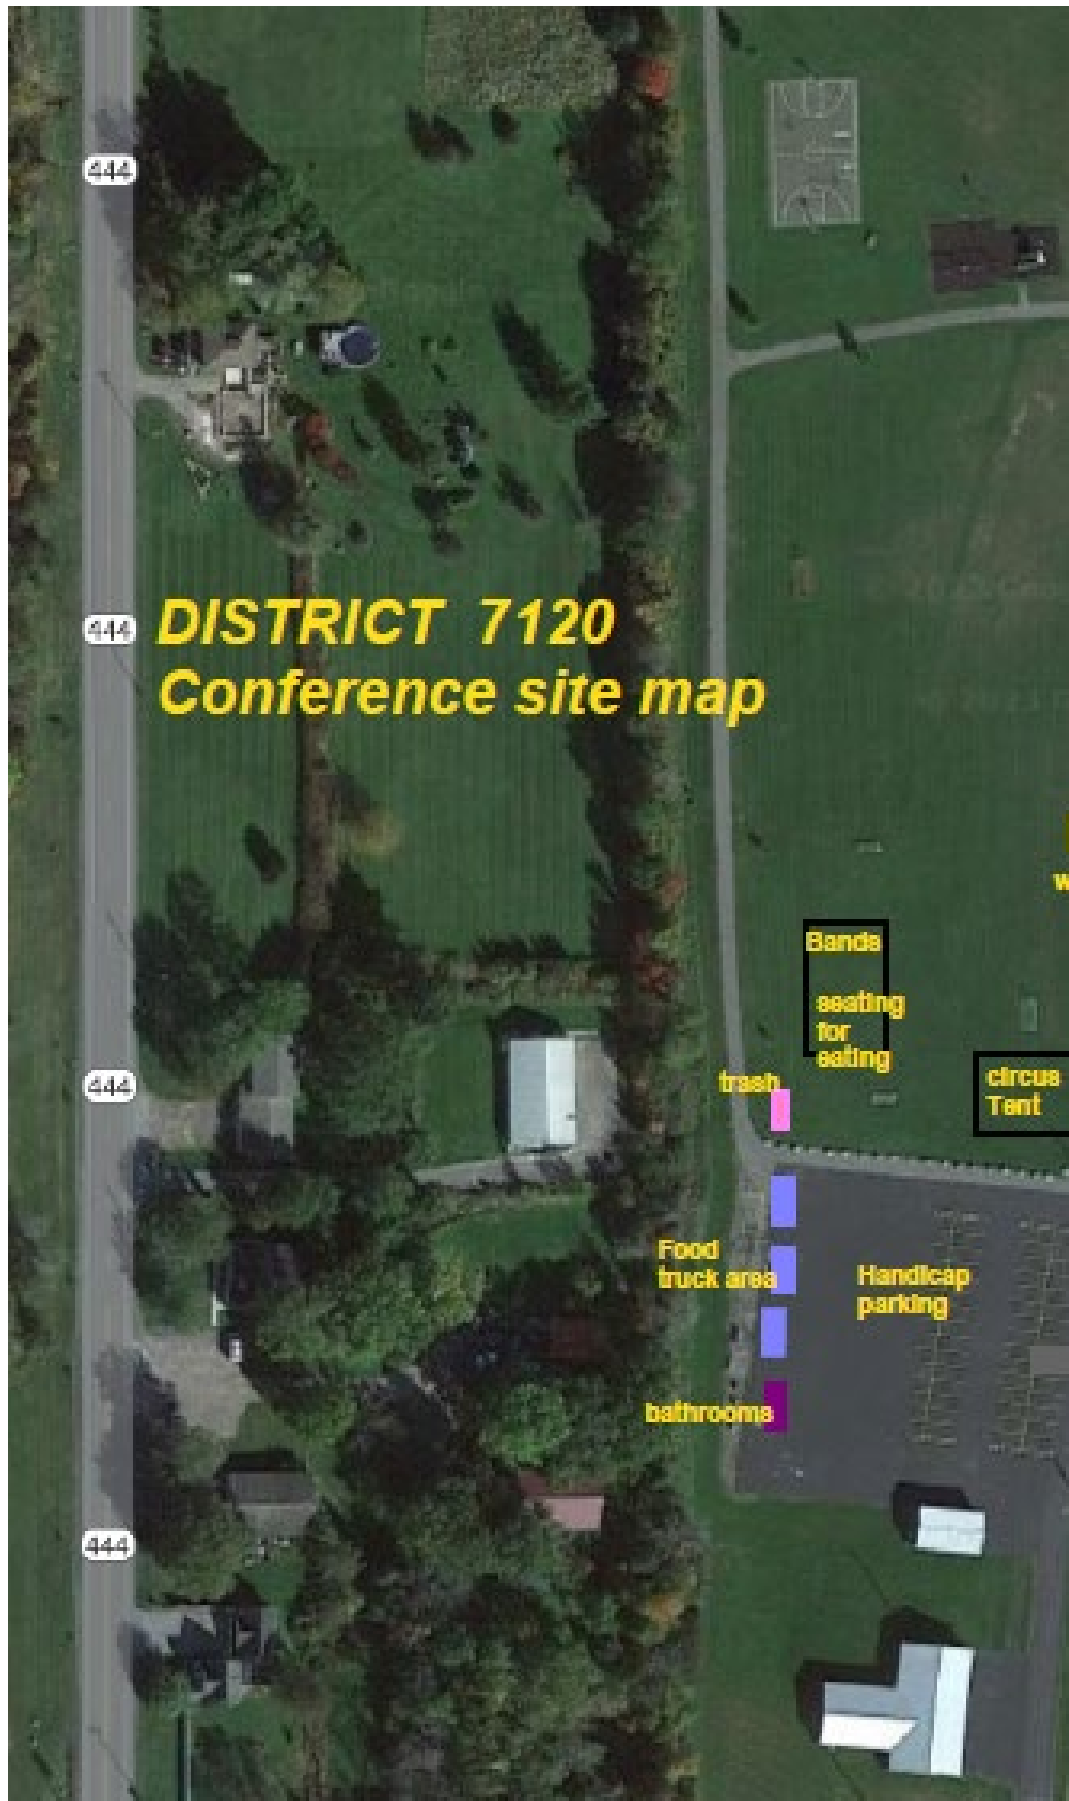 444
444
DISTRICT 7120
Conference site map
Bands
seating
for
eating
circus
Tent
trash
444
Food
truck area
Handicap
parking
bathrooms
444